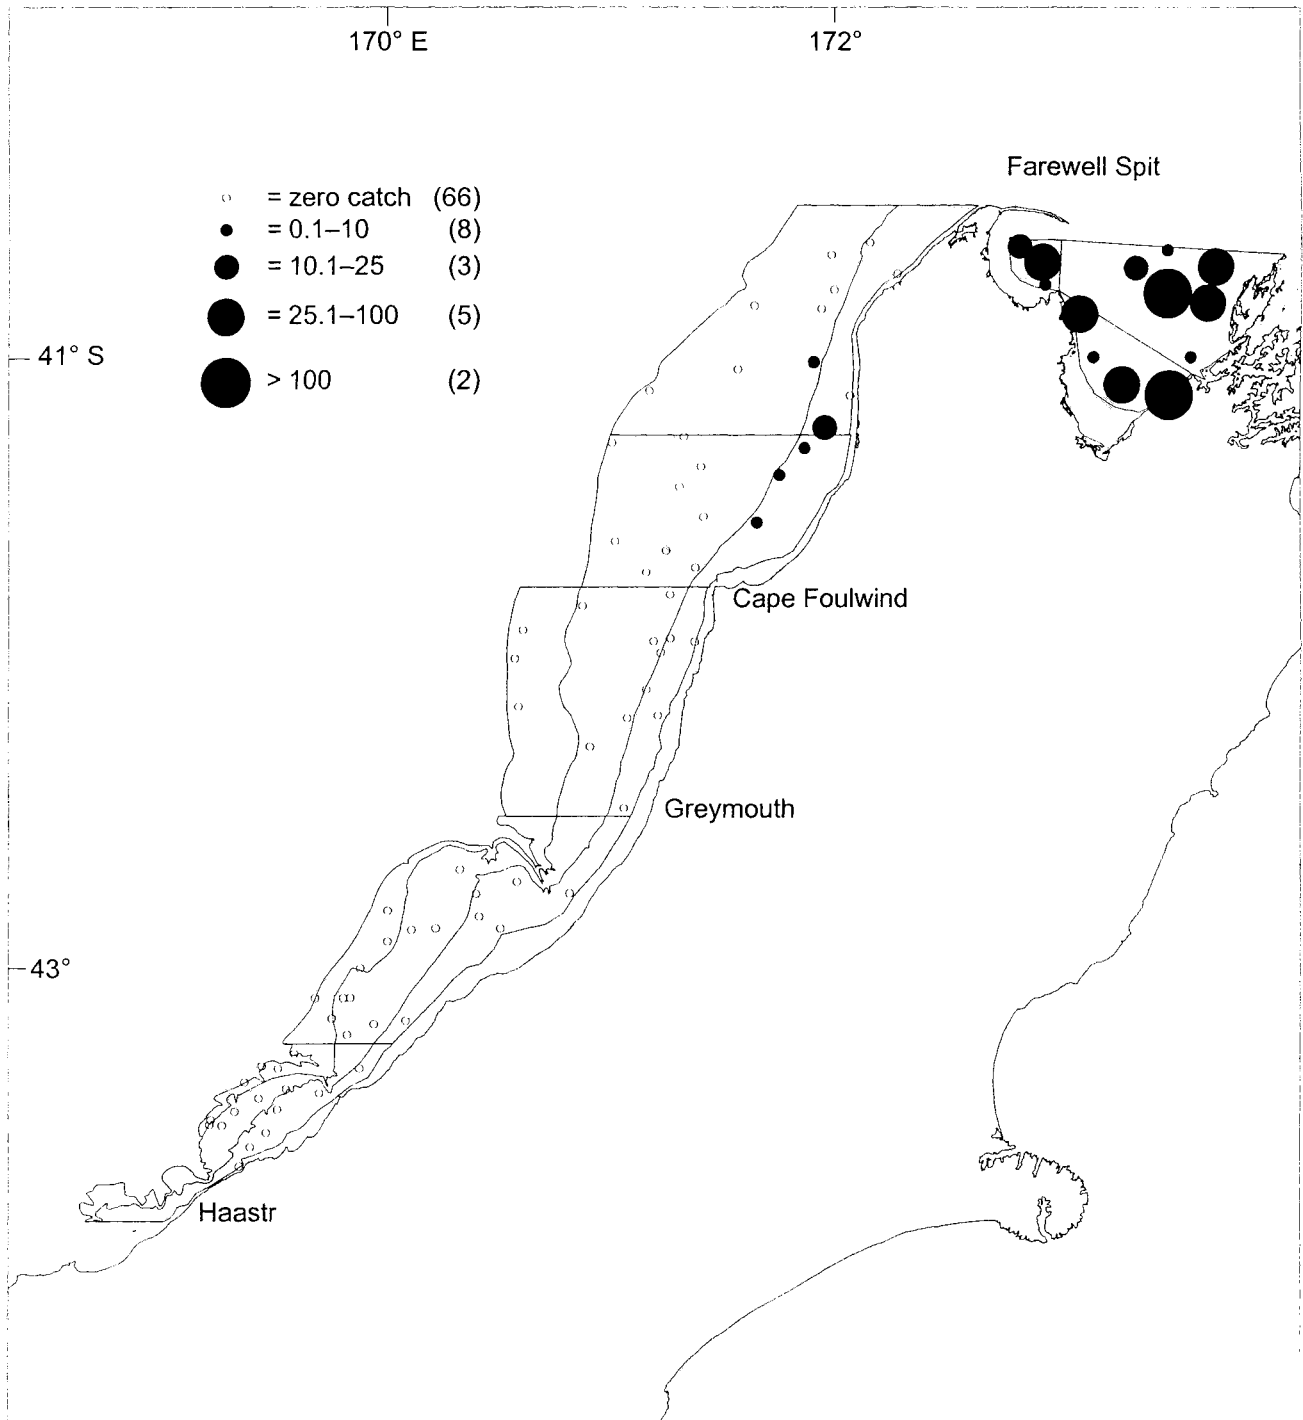 170° E
172°
Farewell Spit
= zero catch (66)
= 0.1–10 (8)
= 10.1–25 (3)
= 25.1–100 (5)
> 100 (2)
41° S
Cape Foulwind
Greymouth
43°
Haastr